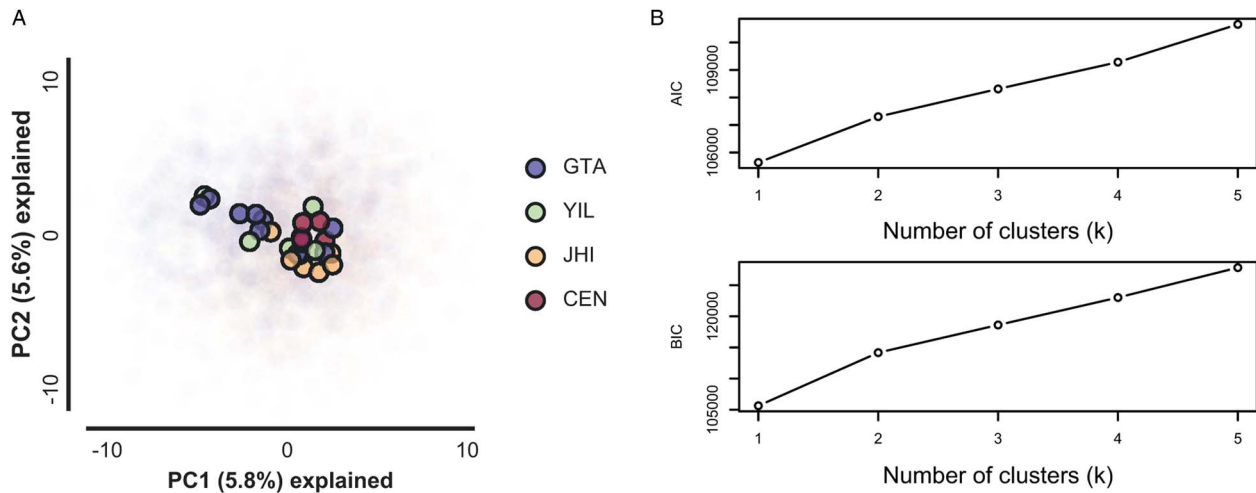 A
10
0
-10
PC2 (5.6%) explained
-10 0 10
PC1 (5.8%) explained
GTA
YIL
JHI
CEN
B
109000
106000
AIC
1 2 3 4 5
Number of clusters (k)
120000
105000
BIC
1 2 3 4 5
Number of clusters (k)